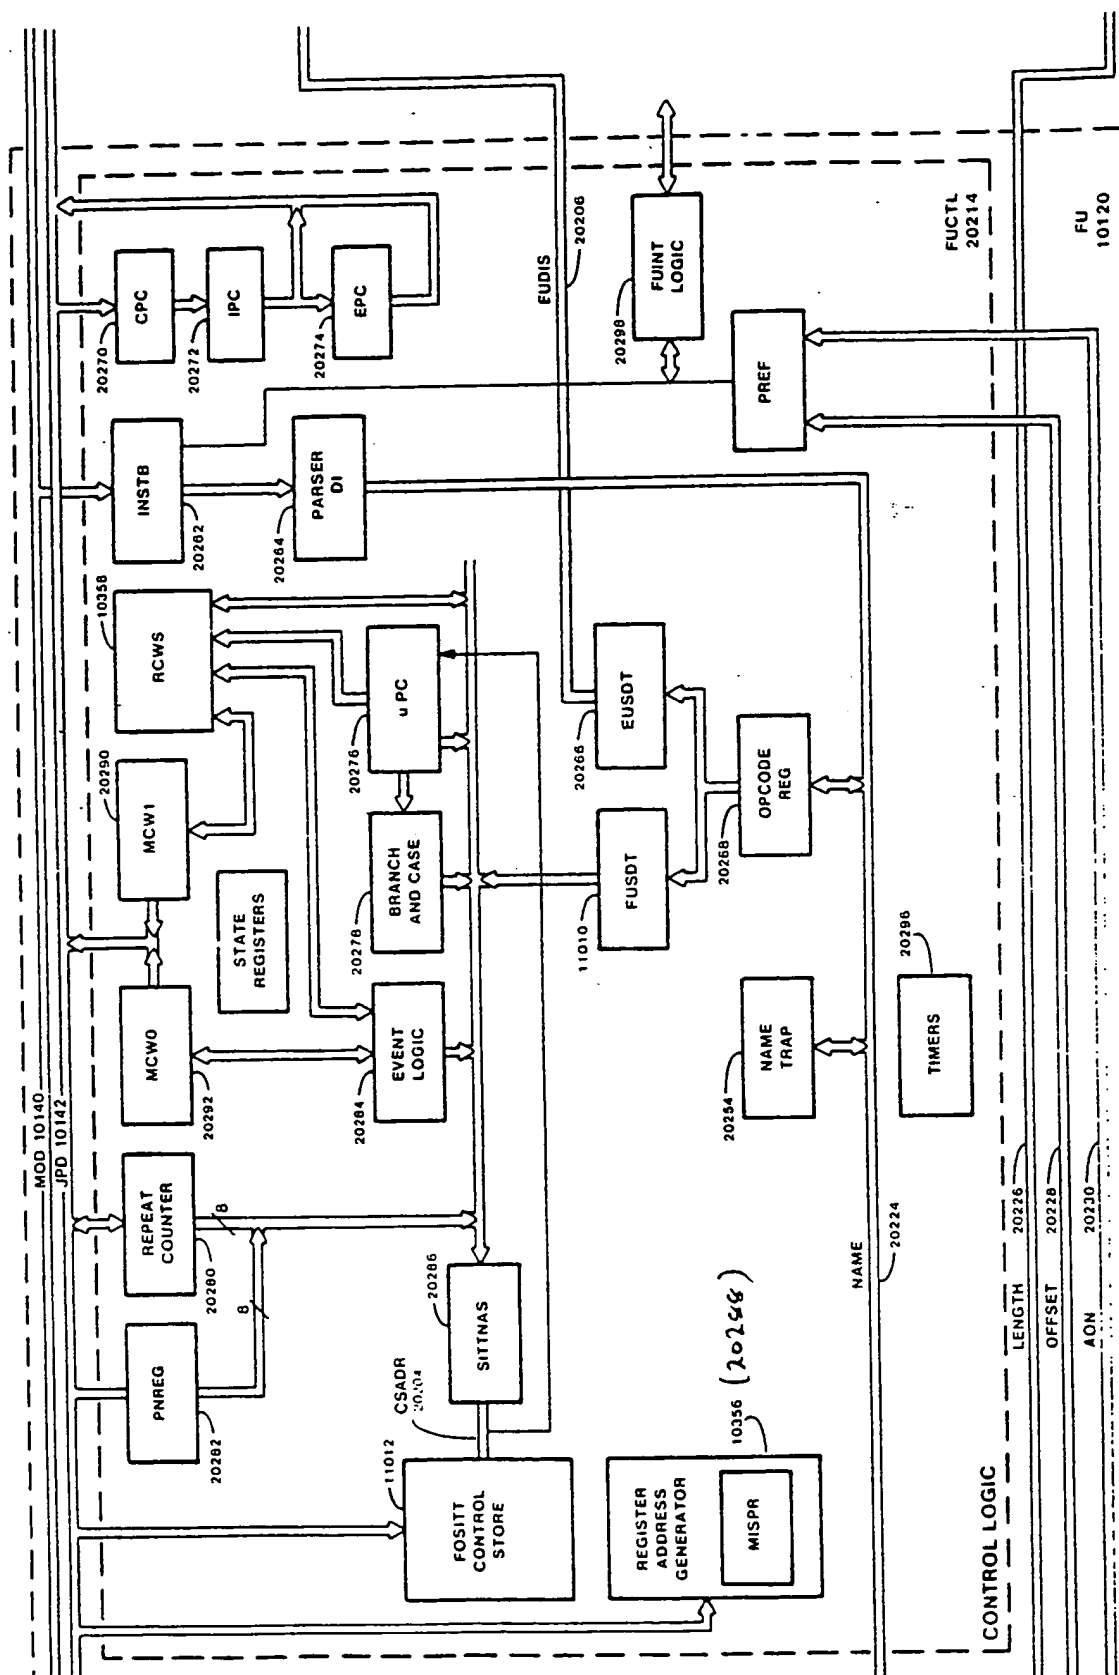 MOD 10140
JPD 10142
PNREG
20282
REPEAT
COUNTER
20280
8
8
MCW0
20292
MCW1
20290
STATE
REGISTERS
RCWS
10358
INSTB
20262
CPC
20270
IPC
20272
EPC
20274
PARSER
DI
20264
FOSITT
CONTROL
STORE
11012
CSADR
20204
SITTNAS
20286
EVENT
LOGIC
20284
BRANCH
AND CASE
20278
u PC
20276
FUDIS
20206
FUSDT
11010
EUSDT
20266
FUINT
LOGIC
20298
REGISTER
ADDRESS
GENERATOR
MISPR
10356 (20288)
NAME
TRAP
20254
OPCODE
REG
20268
PREF
NAME
20224
TIMERS
20296
CONTROL LOGIC
FUCTL
20214
LENGTH
20226
OFFSET
20228
AON
20230
FU
10120